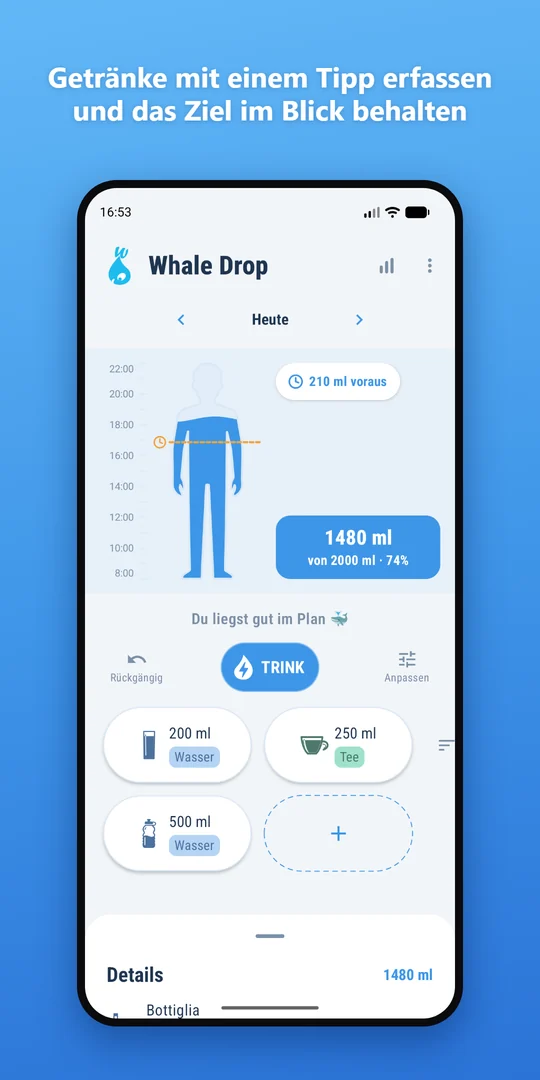 Getränke mit einem Tipp erfassen
und das Ziel im Blick behalten
16:53
Whale Drop
Heute
22:00
20:00
18:00
16:00
14:00
12:00
10:00
8:00
210 ml voraus
1480 ml
von 2000 ml · 74%
Du liegst gut im Plan 🐳
Rückgängig
TRINK
Anpassen
200 ml
Wasser
250 ml
Tee
500 ml
Wasser
+
Details
1480 ml
Bottiglia